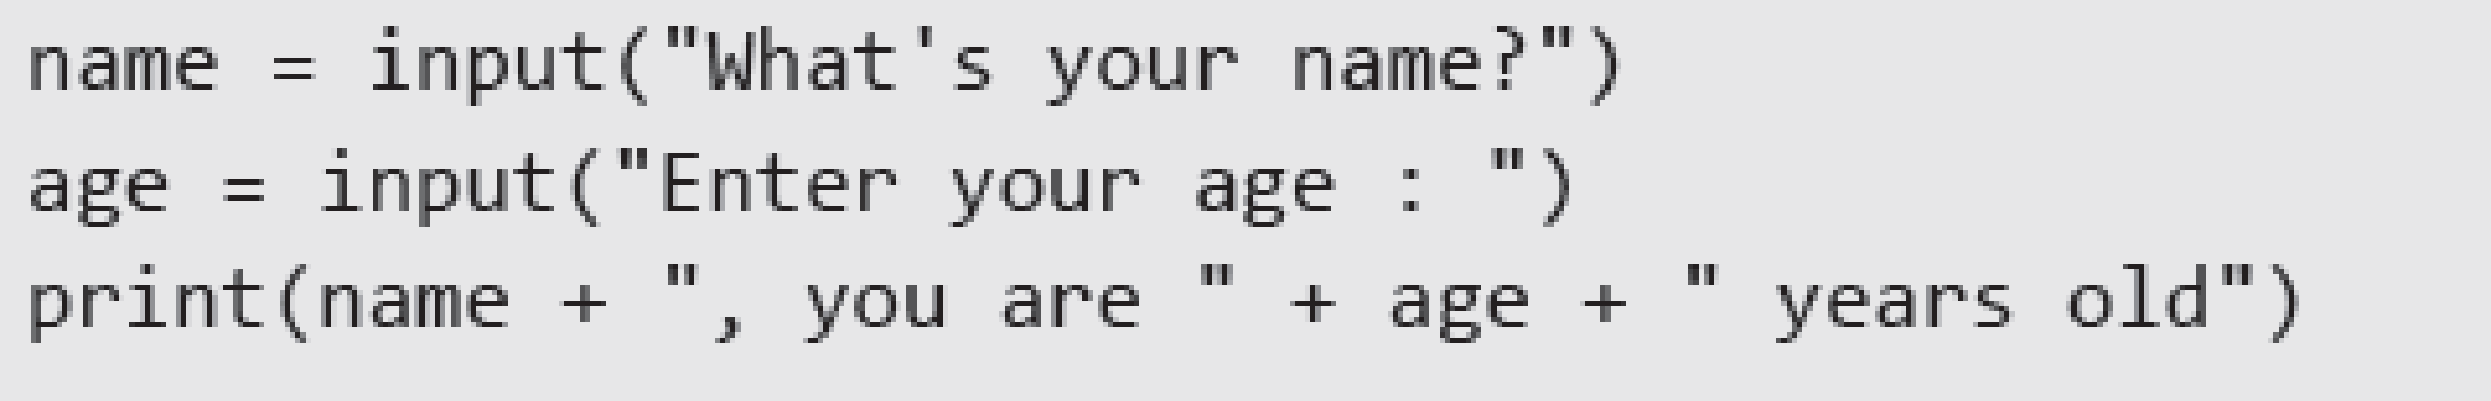 name = input("What's your name?")
age = input("Enter your age : ")
print(name + ", you are " + age + " years old")